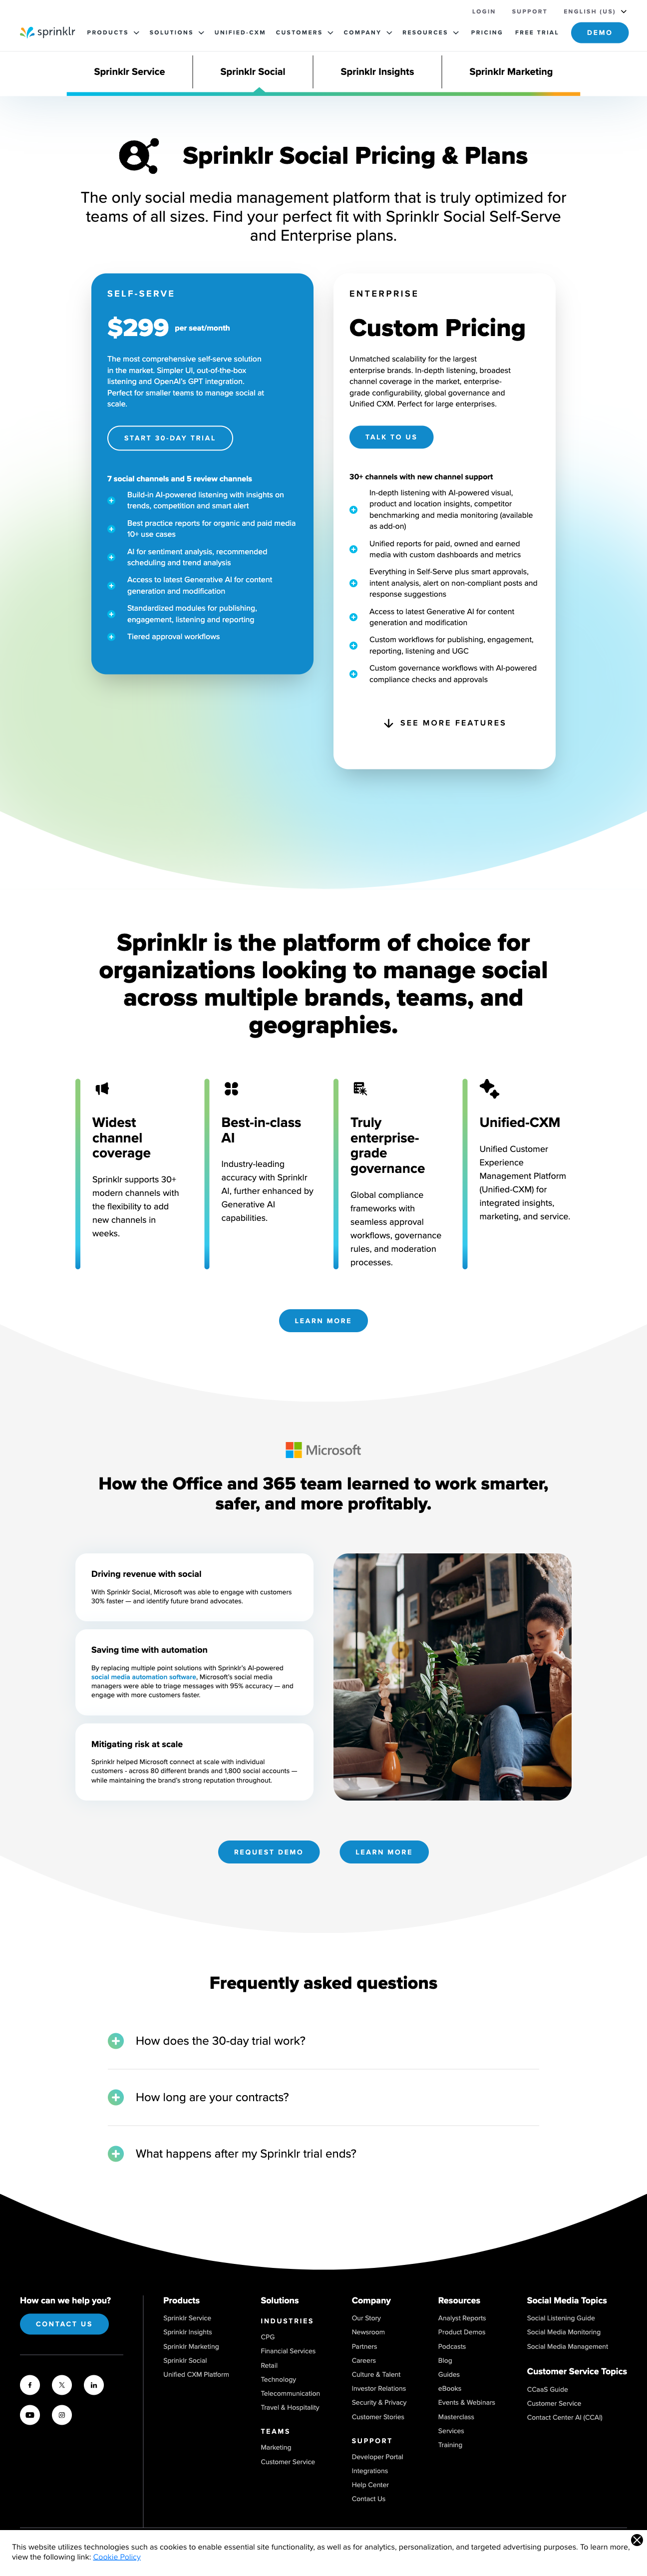 LOGIN SUPPORT ENGLISH (US)
sprinklr PRODUCTS SOLUTIONS UNIFIED-CXM CUSTOMERS COMPANY RESOURCES PRICING FREE TRIAL DEMO
Sprinklr Service Sprinklr Social Sprinklr Insights Sprinklr Marketing
Sprinklr Social Pricing & Plans
The only social media management platform that is truly optimized for
teams of all sizes. Find your perfect fit with Sprinklr Social Self-Serve
and Enterprise plans.
SELF-SERVE
$299 per seat/month
The most comprehensive self-serve solution
in the market. Simpler UI, out-of-the-box
listening and OpenAI's GPT integration.
Perfect for smaller teams to manage social at
scale.
START 30-DAY TRIAL
7 social channels and 5 review channels
Build-in AI-powered listening with insights on
trends, competition and smart alert
Best practice reports for organic and paid media
10+ use cases
AI for sentiment analysis, recommended
scheduling and trend analysis
Access to latest Generative AI for content
generation and modification
Standardized modules for publishing,
engagement, listening and reporting
Tiered approval workflows
ENTERPRISE
Custom Pricing
Unmatched scalability for the largest
enterprise brands. In-depth listening, broadest
channel coverage in the market, enterprise-
grade configurability, global governance and
Unified CXM. Perfect for large enterprises.
TALK TO US
30+ channels with new channel support
In-depth listening with AI-powered visual,
product and location insights, competitor
benchmarking and media monitoring (available
as add-on)
Unified reports for paid, owned and earned
media with custom dashboards and metrics
Everything in Self-Serve plus smart approvals,
intent analysis, alert on non-compliant posts and
response suggestions
Access to latest Generative AI for content
generation and modification
Custom workflows for publishing, engagement,
reporting, listening and UGC
Custom governance workflows with AI-powered
compliance checks and approvals
SEE MORE FEATURES
Sprinklr is the platform of choice for
organizations looking to manage social
across multiple brands, teams, and
geographies.
Widest
channel
coverage
Sprinklr supports 30+
modern channels with
the flexibility to add
new channels in
weeks.
Best-in-class
AI
Industry-leading
accuracy with Sprinklr
AI, further enhanced by
Generative AI
capabilities.
Truly
enterprise-
grade
governance
Global compliance
frameworks with
seamless approval
workflows, governance
rules, and moderation
processes.
Unified-CXM
Unified Customer
Experience
Management Platform
(Unified-CXM) for
integrated insights,
marketing, and service.
LEARN MORE
Microsoft
How the Office and 365 team learned to work smarter,
safer, and more profitably.
Driving revenue with social
With Sprinklr Social, Microsoft was able to engage with customers
30% faster — and identify future brand advocates.
Saving time with automation
By replacing multiple point solutions with Sprinklr's AI-powered
social media automation software, Microsoft's social media
managers were able to triage messages with 95% accuracy — and
engage with more customers faster.
Mitigating risk at scale
Sprinklr helped Microsoft connect at scale with individual
customers - across 80 different brands and 1,800 social accounts —
while maintaining the brand's strong reputation throughout.
REQUEST DEMO LEARN MORE
Frequently asked questions
How does the 30-day trial work?
How long are your contracts?
What happens after my Sprinklr trial ends?
How can we help you?
CONTACT US
Products
Sprinklr Service
Sprinklr Insights
Sprinklr Marketing
Sprinklr Social
Unified CXM Platform
Solutions
INDUSTRIES
CPG
Financial Services
Retail
Technology
Telecommunication
Travel & Hospitality
TEAMS
Marketing
Customer Service
Company
Our Story
Newsroom
Partners
Careers
Culture & Talent
Investor Relations
Security & Privacy
Customer Stories
SUPPORT
Developer Portal
Integrations
Help Center
Contact Us
Resources
Analyst Reports
Product Demos
Podcasts
Blog
Guides
eBooks
Events & Webinars
Masterclass
Services
Training
Social Media Topics
Social Listening Guide
Social Media Monitoring
Social Media Management
Customer Service Topics
CCaaS Guide
Customer Service
Contact Center AI (CCAI)
This website utilizes technologies such as cookies to enable essential site functionality, as well as for analytics, personalization, and targeted advertising purposes. To learn more,
view the following link: Cookie Policy